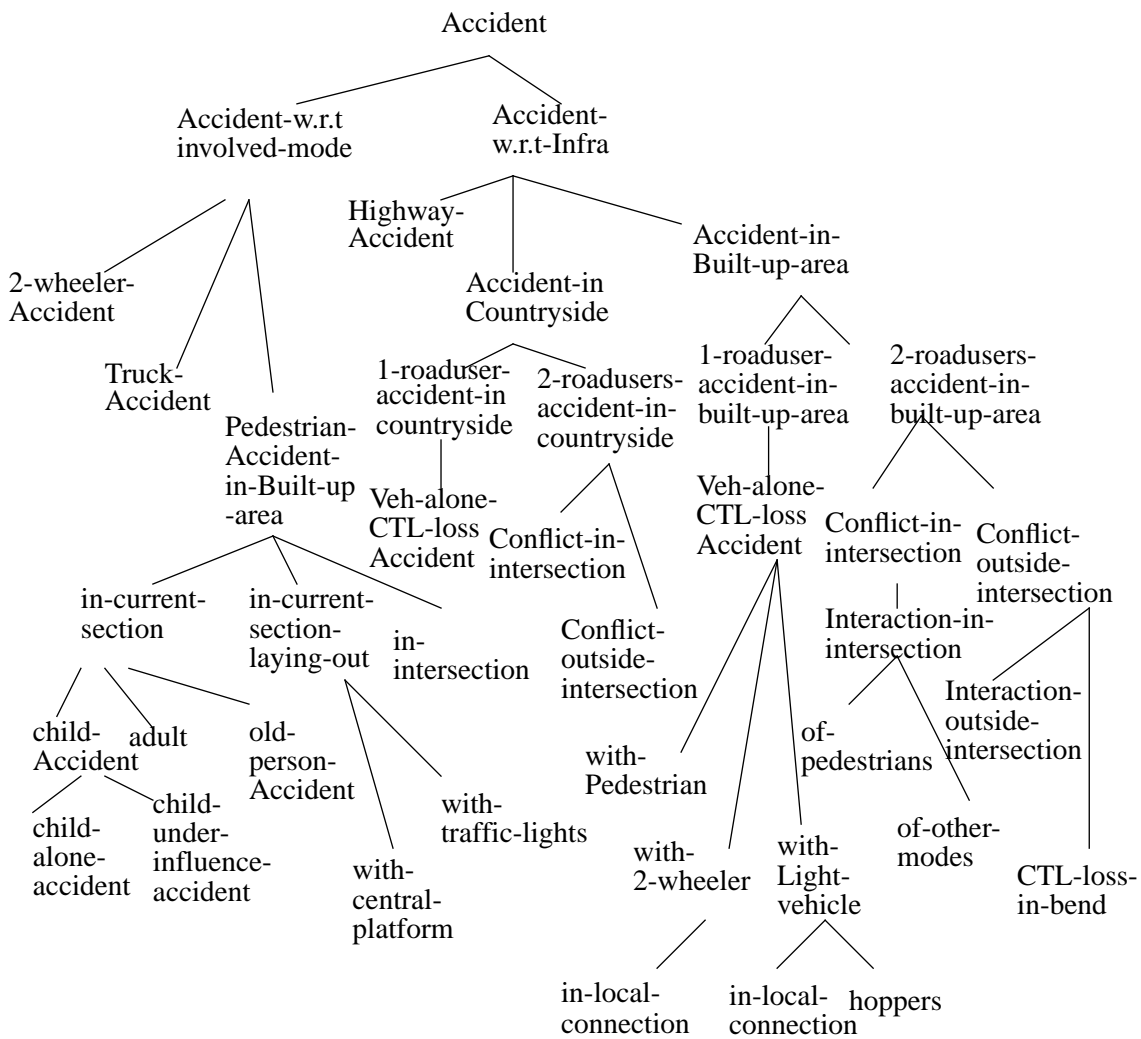 Accident
Accident-w.r.t
involved-mode
Accident-
w.r.t-Infra
Highway-
Accident
Accident-in-
Built-up-area
2-wheeler-
Accident
Accident-in
Countryside
Truck-
Accident
1-roaduser-
accident-in
countryside
2-roadusers-
accident-in-
countryside
1-roaduser-
accident-in-
built-up-area
2-roadusers-
accident-in-
built-up-area
Pedestrian-
Accident-
in-Built-up
-area
Veh-alone-
CTL-loss
Accident
Conflict-in-
intersection
Veh-alone-
CTL-loss
Accident
Conflict-in-
intersection
Conflict-
outside-
intersection
in-current-
section
in-current-
section-
laying-out
in-
intersection
Conflict-
outside-
intersection
Interaction-in-
intersection
Interaction-
outside-
intersection
child-
Accident
adult
old-
person-
Accident
with-
Pedestrian
of-
pedestrians
child-
alone-
accident
child-
under-
influence-
accident
with-
traffic-lights
with-
central-
platform
with-
2-wheeler
with-
Light-
vehicle
of-other-
modes
CTL-loss-
in-bend
in-local-
connection
in-local-
connection
hoppers